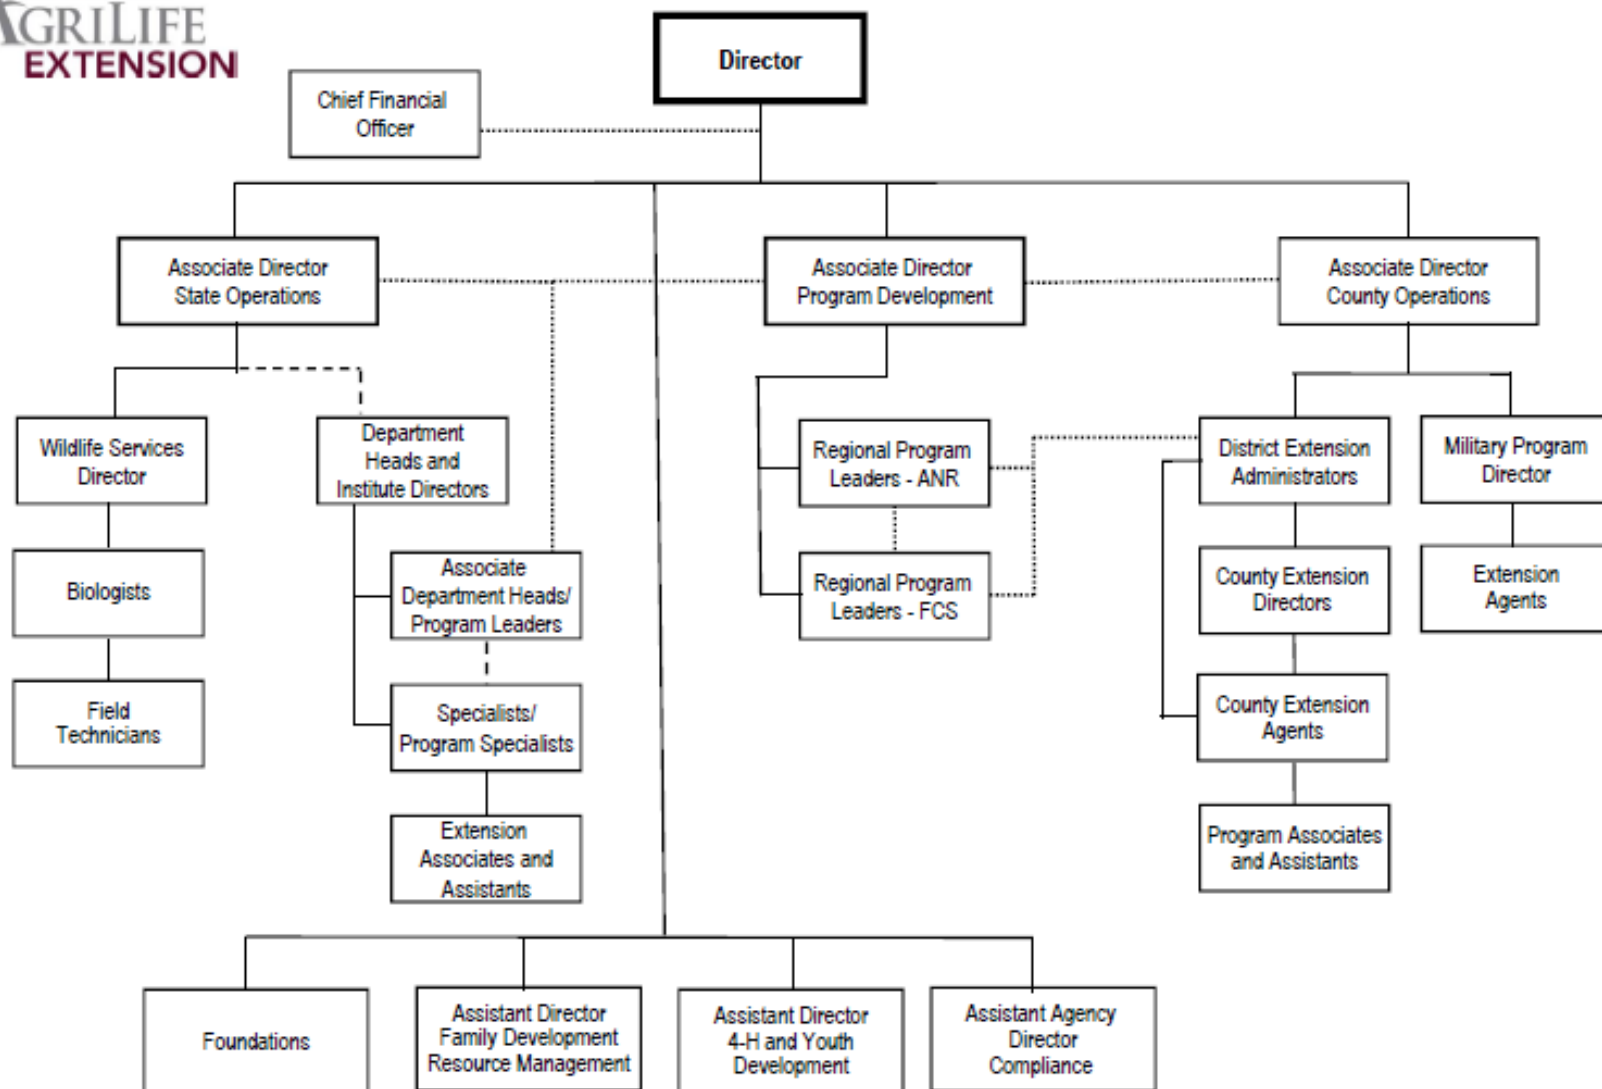 AGRILIFE
EXTENSION
Director
Chief Financial
Officer
Associate Director
State Operations
Associate Director
Program Development
Associate Director
County Operations
Wildlife Services
Director
Department
Heads and
Institute Directors
Regional Program
Leaders - ANR
District Extension
Administrators
Military Program
Director
Biologists
Associate
Department Heads/
Program Leaders
Regional Program
Leaders - FCS
County Extension
Directors
Extension
Agents
Field
Technicians
Specialists/
Program Specialists
County Extension
Agents
Extension
Associates and
Assistants
Program Associates
and Assistants
Foundations
Assistant Director
Family Development
Resource Management
Assistant Director
4-H and Youth
Development
Assistant Agency
Director
Compliance